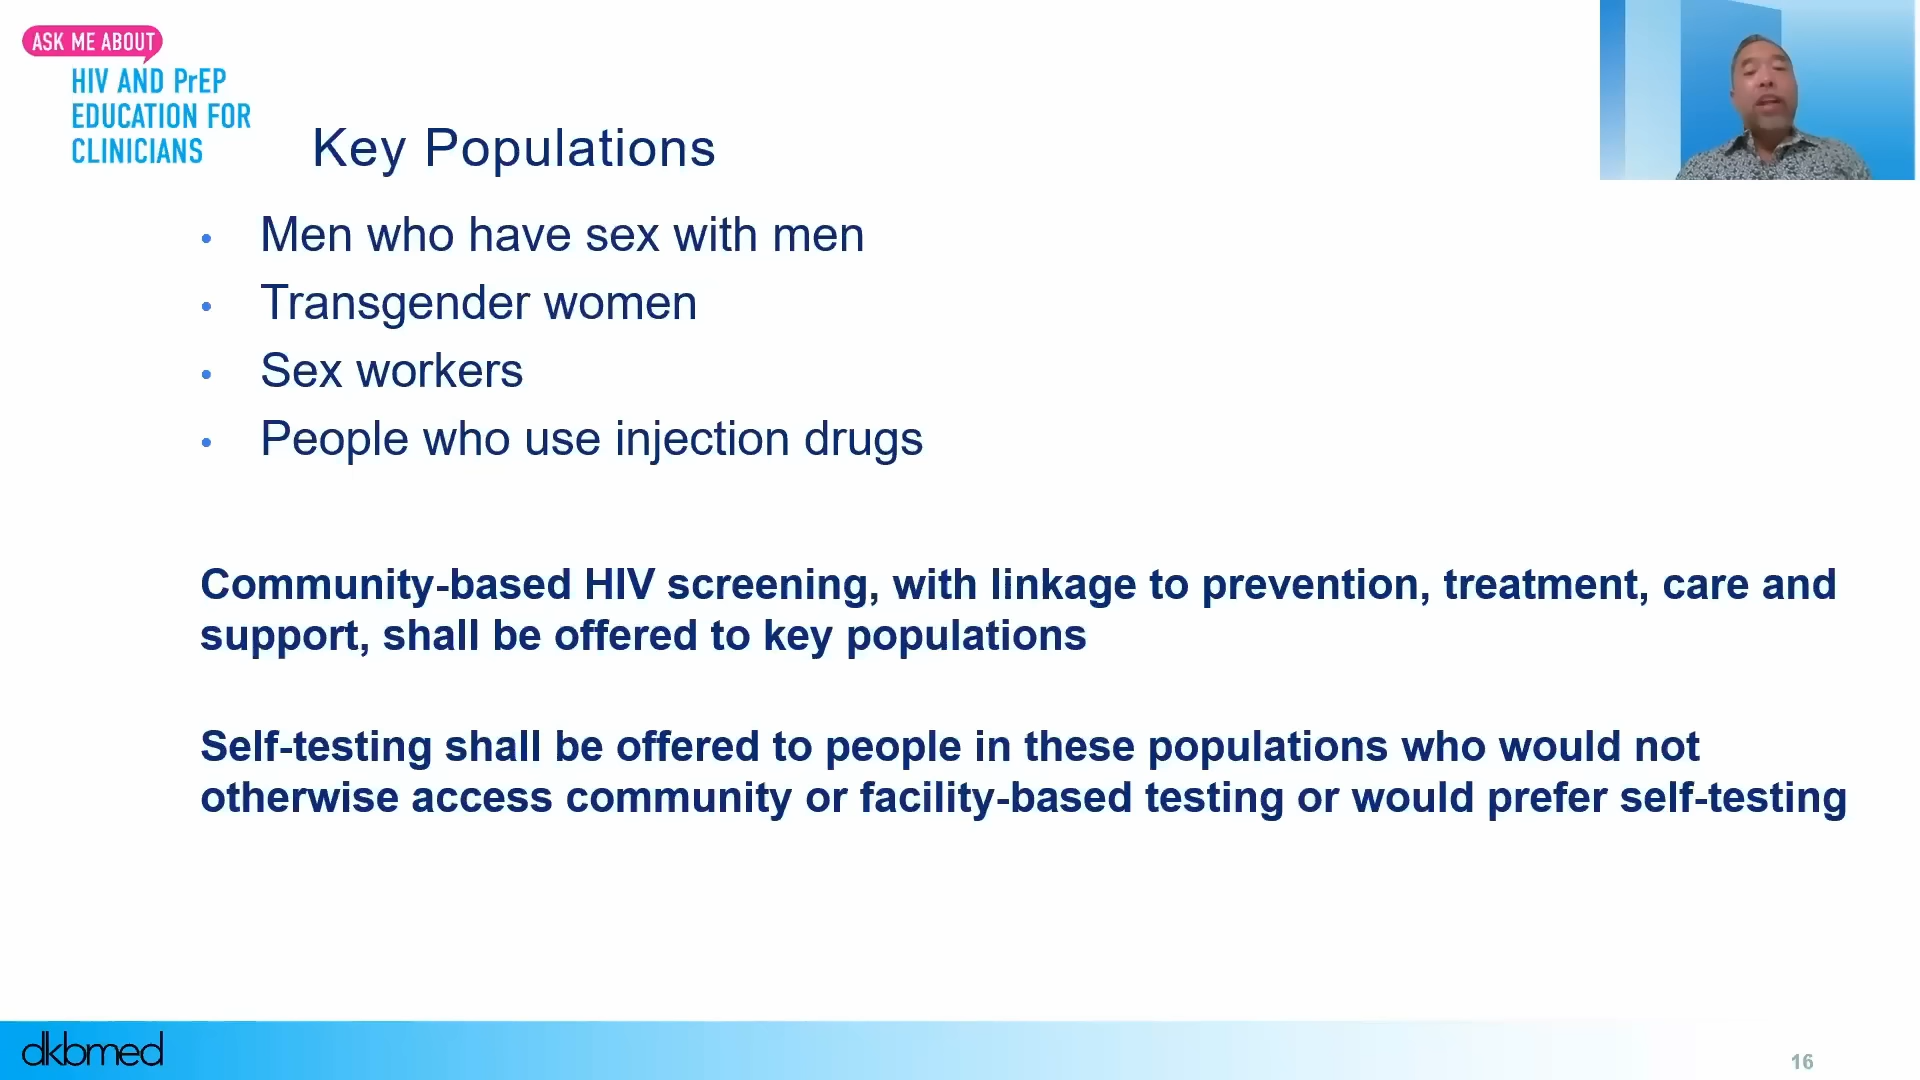 ASK ME ABOUT
HIV AND PrEP
EDUCATION FOR
CLINICIANS
Key Populations
• Men who have sex with men
• Transgender women
• Sex workers
• People who use injection drugs
Community-based HIV screening, with linkage to prevention, treatment, care and
support, shall be offered to key populations
Self-testing shall be offered to people in these populations who would not
otherwise access community or facility-based testing or would prefer self-testing
dkbmed
16